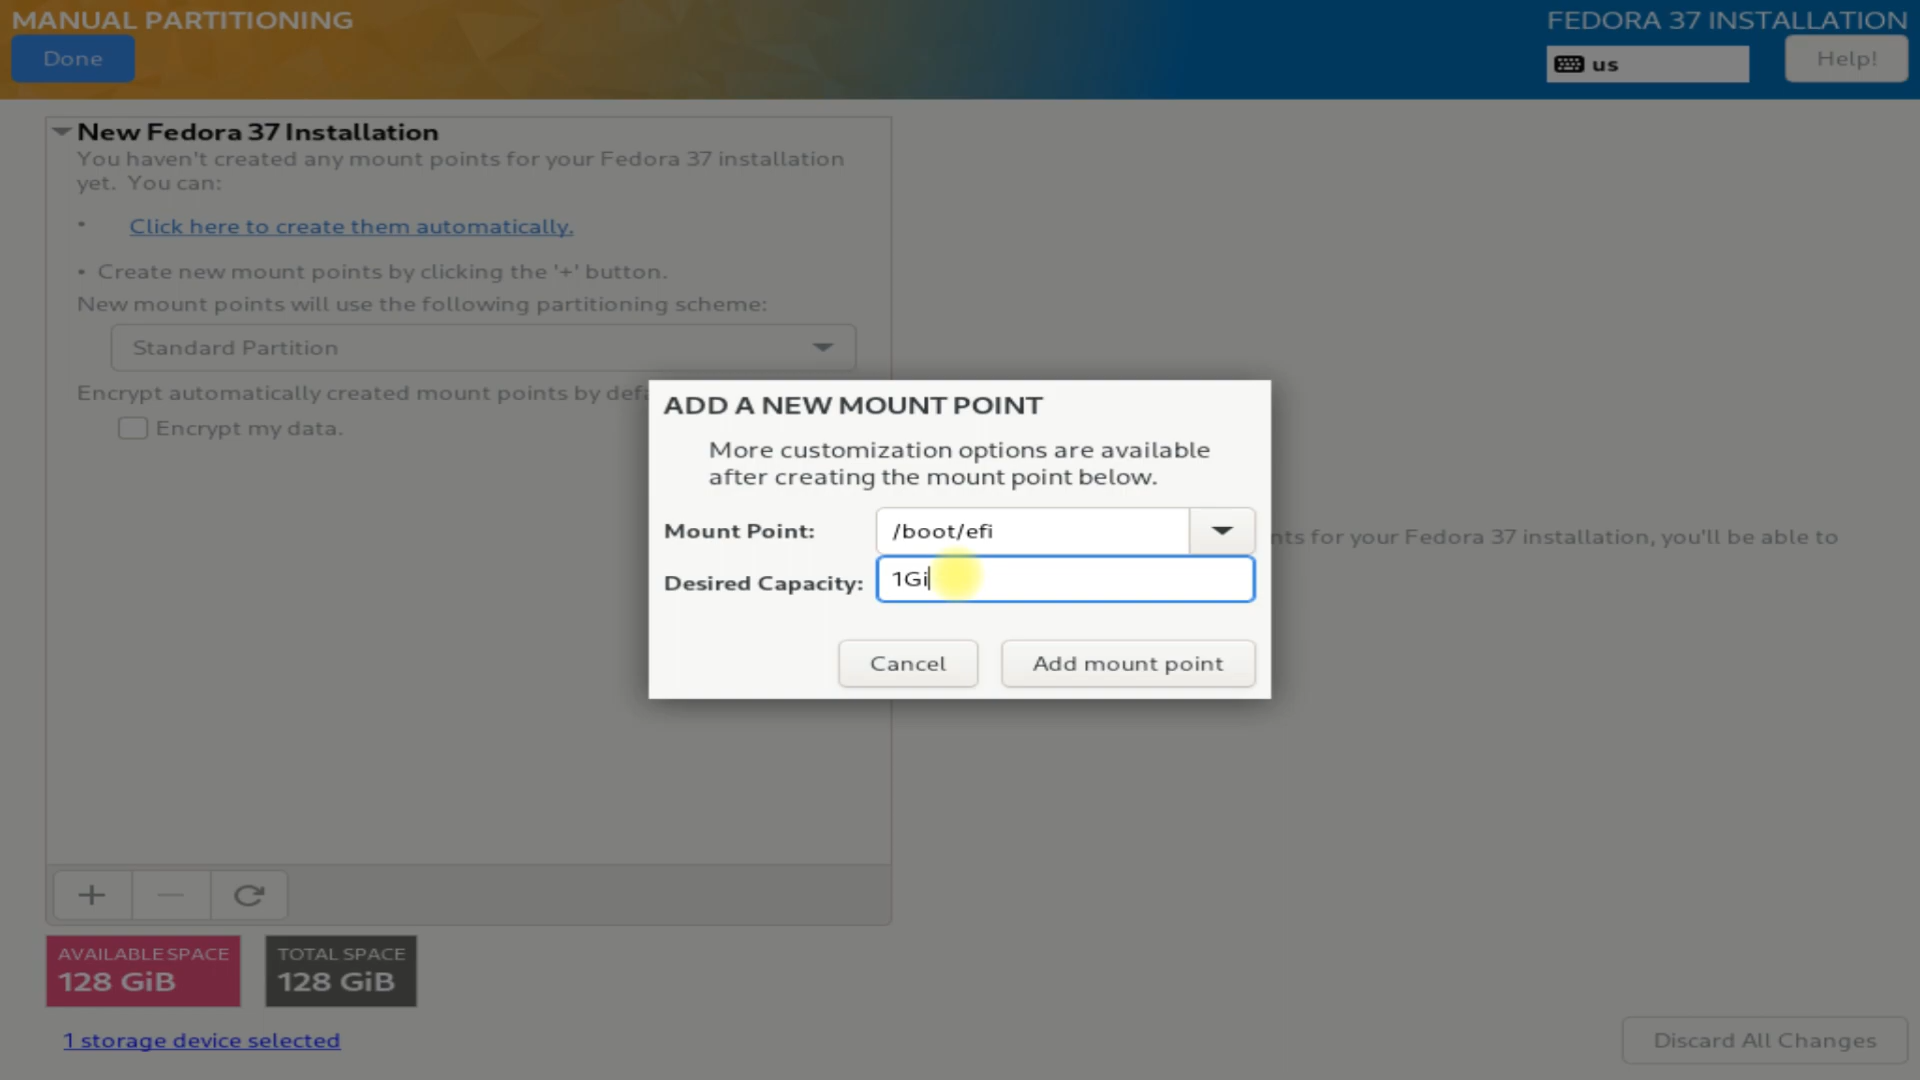 MANUAL PARTITIONING
Done
FEDORA 37 INSTALLATION
us
Help!
New Fedora 37 Installation
You haven't created any mount points for your Fedora 37 installation
yet. You can:
• Click here to create them automatically.
• Create new mount points by clicking the '+' button.
New mount points will use the following partitioning scheme:
Standard Partition
Encrypt automatically created mount points by
Encrypt my data.
ADD A NEW MOUNT POINT
More customization options are available
after creating the mount point below.
Mount Point:
/boot/efi
Desired Capacity:
1Gi
Cancel
Add mount point
for your Fedora 37 installation, you'll be able to
AVAILABLE SPACE
128 GiB
TOTAL SPACE
128 GiB
1 storage device selected
Discard All Changes